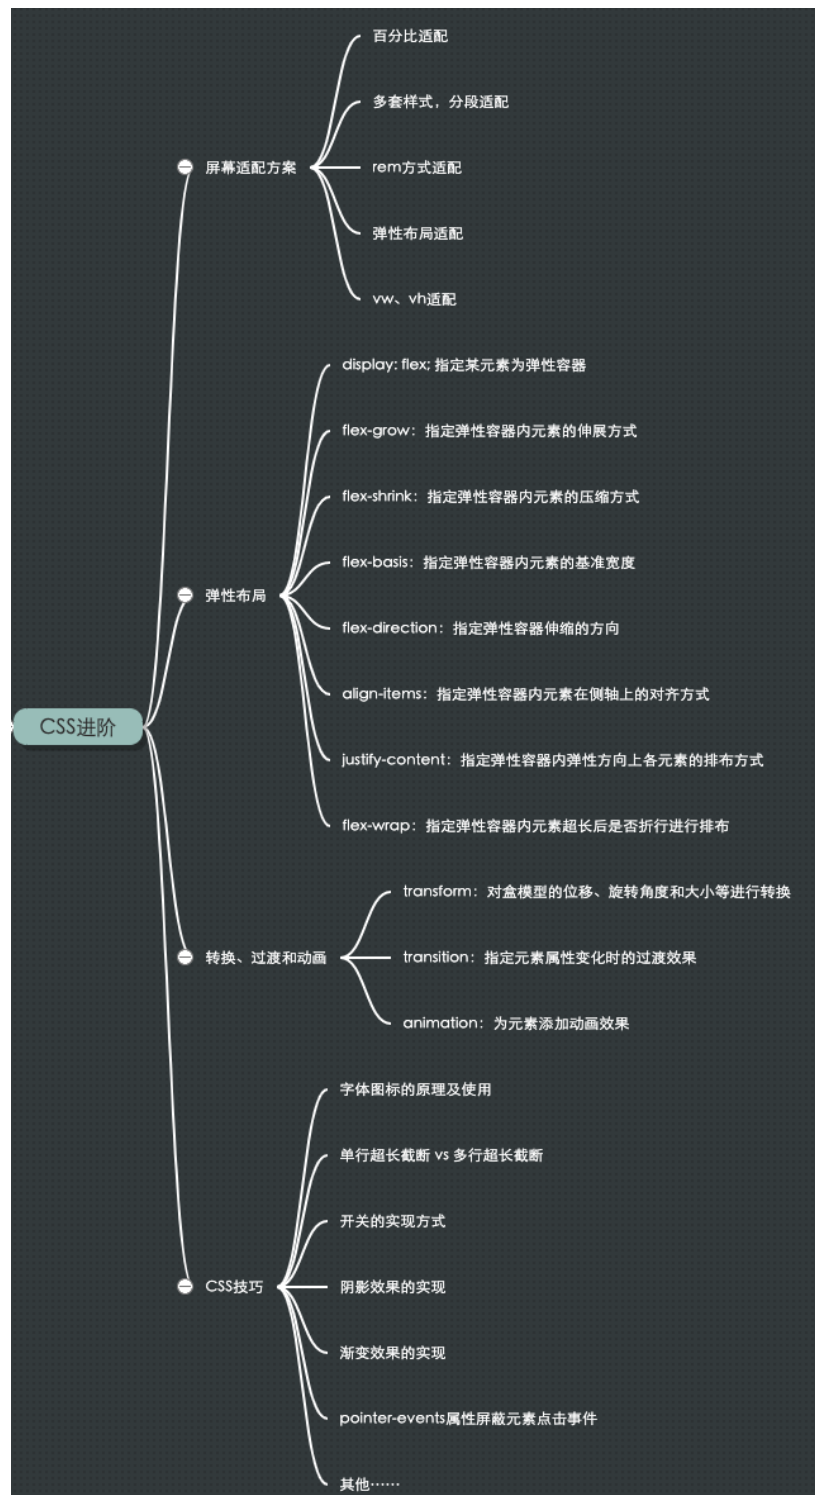 百分比适配
多套样式，分段适配
屏幕适配方案
rem方式适配
弹性布局适配
vw、vh适配
display: flex; 指定某元素为弹性容器
flex-grow：指定弹性容器内元素的伸展方式
flex-shrink：指定弹性容器内元素的压缩方式
flex-basis：指定弹性容器内元素的基准宽度
弹性布局
flex-direction：指定弹性容器伸缩的方向
align-items：指定弹性容器内元素在侧轴上的对齐方式
CSS进阶
justify-content：指定弹性容器内弹性方向上各元素的排布方式
flex-wrap：指定弹性容器内元素超长后是否折行进行排布
transform：对盒模型的位移、旋转角度和大小等进行转换
转换、过渡和动画
transition：指定元素属性变化时的过渡效果
animation：为元素添加动画效果
字体图标的原理及使用
单行超长截断 vs 多行超长截断
开关的实现方式
CSS技巧
阴影效果的实现
渐变效果的实现
pointer-events属性屏蔽元素点击事件
其他……